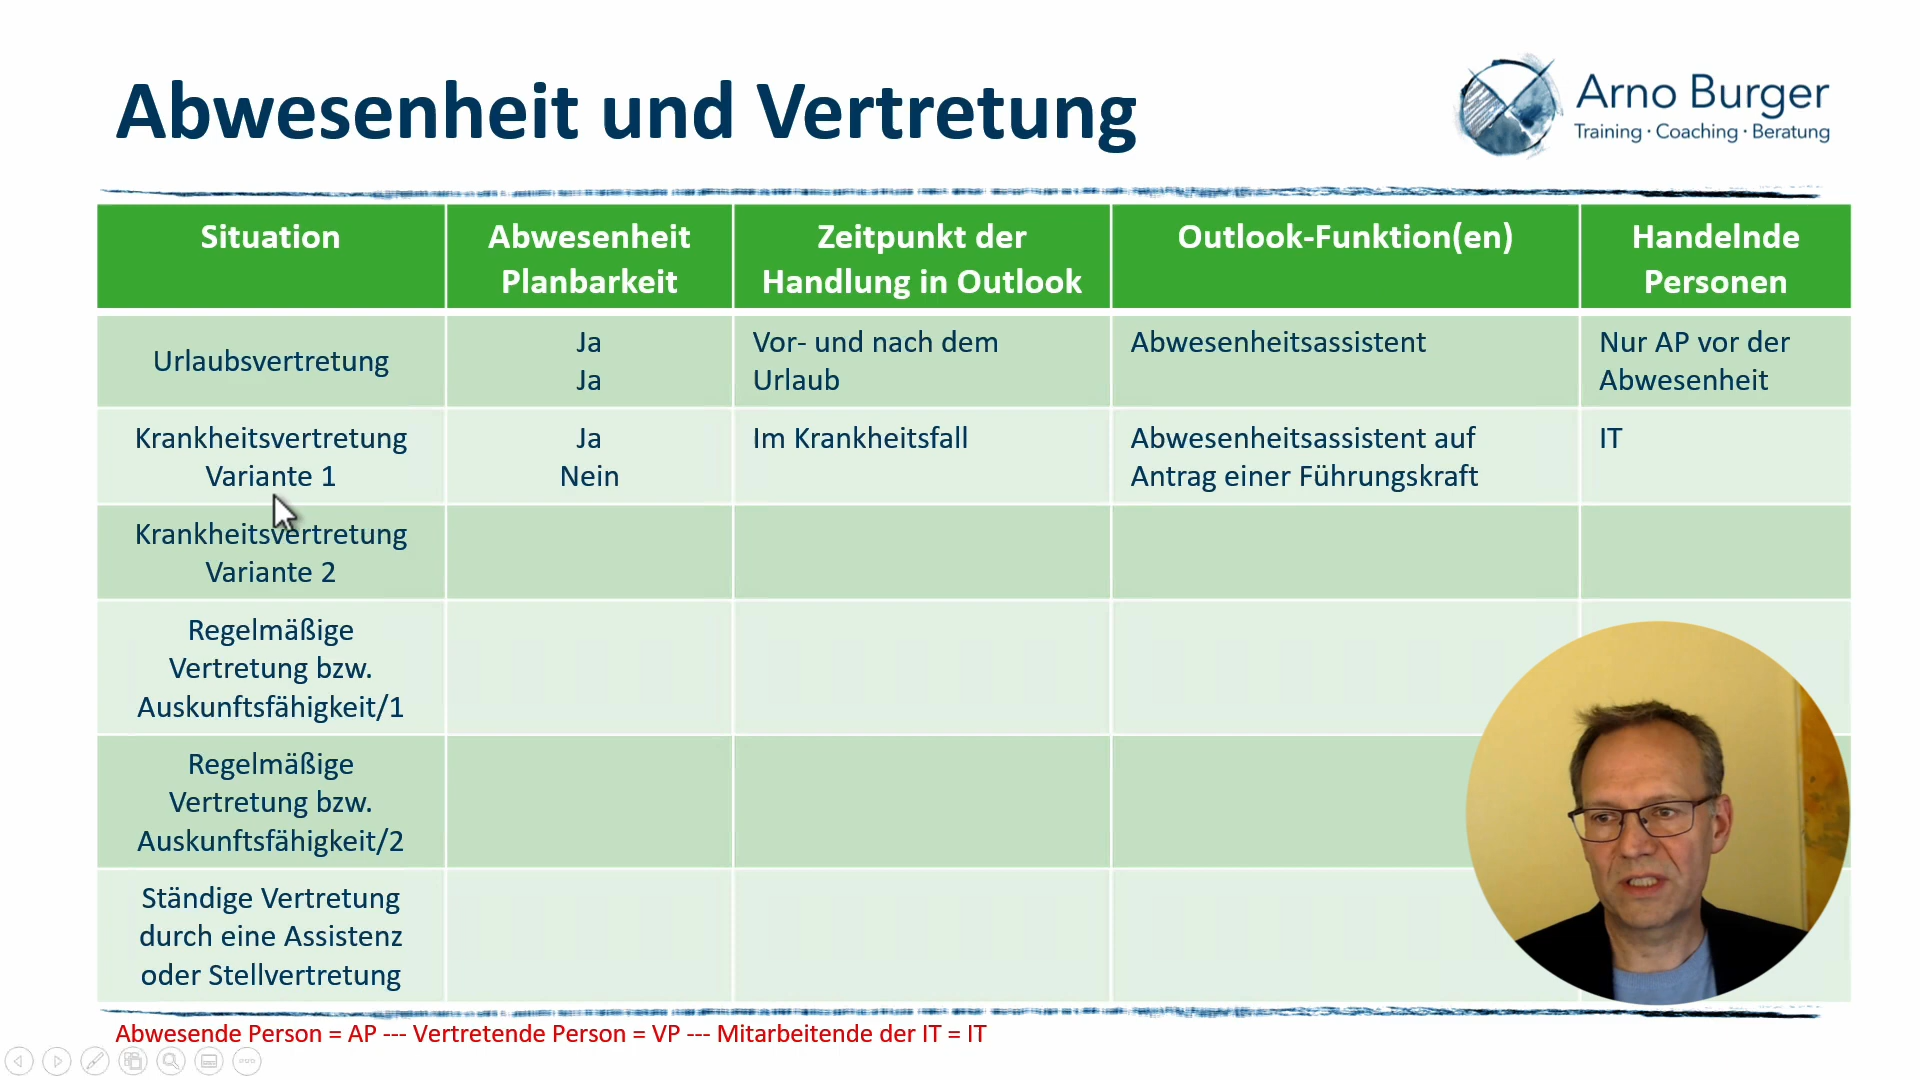 Abwesenheit und Vertretung
Arno Burger
Training · Coaching · Beratung
Situation
Abwesenheit
Planbarkeit
Zeitpunkt der
Handlung in Outlook
Outlook-Funktion(en)
Handelnde
Personen
Urlaubsvertretung
Ja
Ja
Vor- und nach dem
Urlaub
Abwesenheitsassistent
Nur AP vor der
Abwesenheit
Krankheitsvertretung
Variante 1
Ja
Nein
Im Krankheitsfall
Abwesenheitsassistent auf
Antrag einer Führungskraft
IT
Krankheitsvertretung
Variante 2
Regelmäßige
Vertretung bzw.
Auskunftsfähigkeit/1
Regelmäßige
Vertretung bzw.
Auskunftsfähigkeit/2
Ständige Vertretung
durch eine Assistenz
oder Stellvertretung
Abwesende Person = AP --- Vertretende Person = VP --- Mitarbeitende der IT = IT